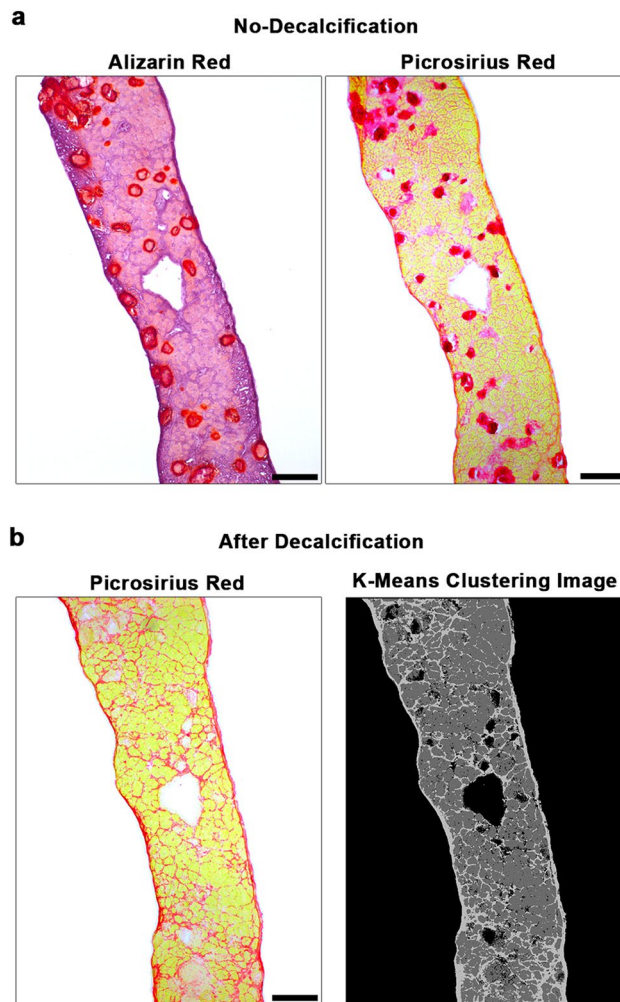 a
No-Decalcification
Alizarin Red
Picrosirius Red
b
After Decalcification
Picrosirius Red
K-Means Clustering Image